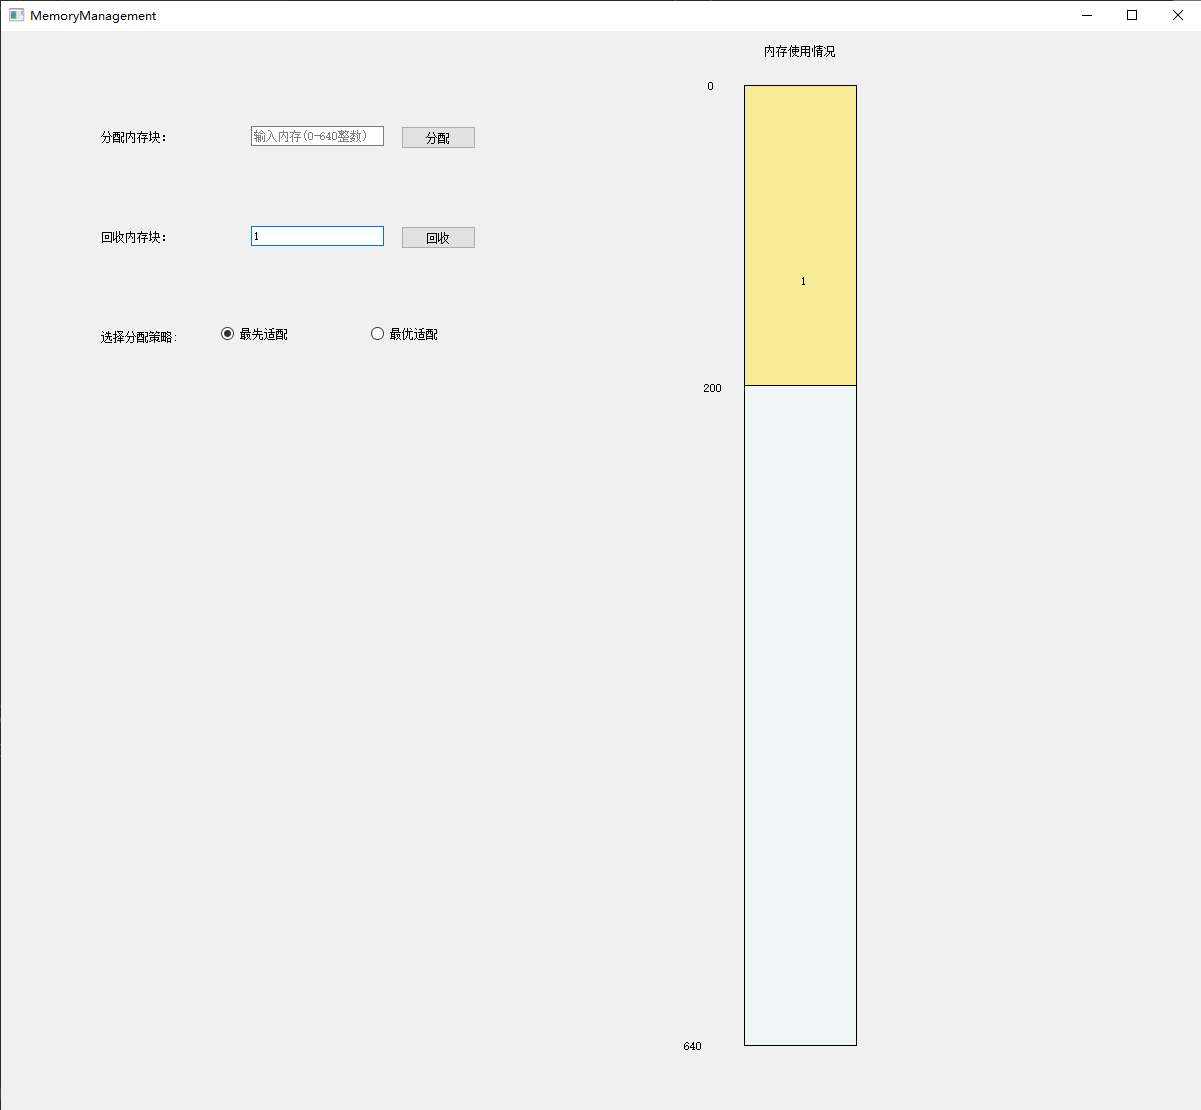 MemoryManagement
内存使用情况
0
分配内存块：
输入内存(0-640整数)
分配
回收内存块：
1
回收
1
选择分配策略:
最先适配
最优适配
200
640